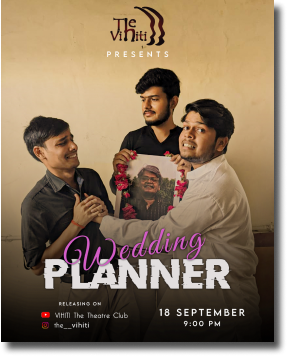 The
Vihiti
PRESENTS
Wedding
PLANNER
RELEASING ON
VIHITI The Theatre Club
the__vihiti
18 SEPTEMBER
9:00 PM